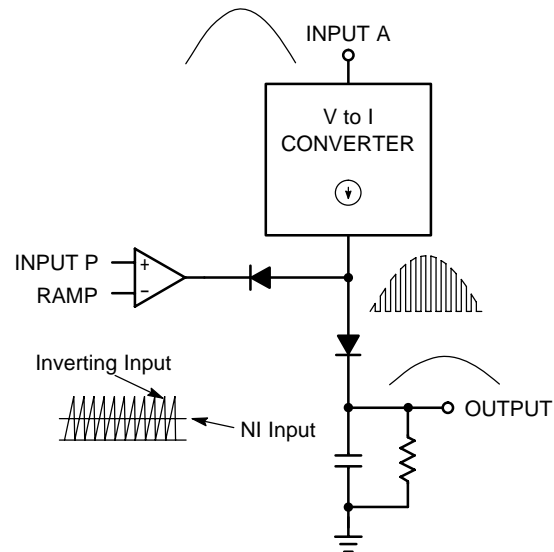 INPUT A
V to I
CONVERTER
INPUT P
+
RAMP
−
Inverting Input
NI Input
OUTPUT